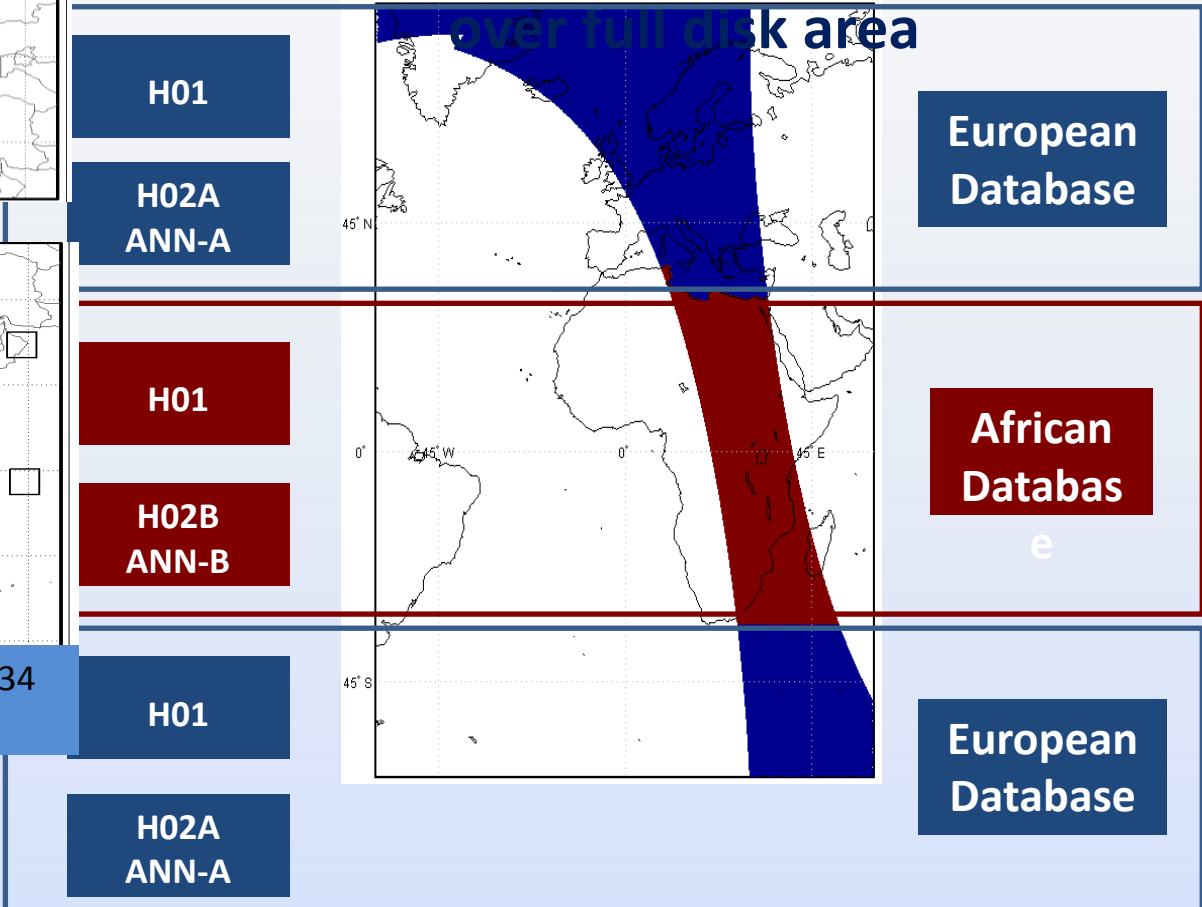 over full disk area
H01
European
Database
H02A
ANN-A
45° N
H01
African
Databas
e
0°
45° W
0°
45° E
H02B
ANN-B
34
45° S
H01
European
Database
H02A
ANN-A